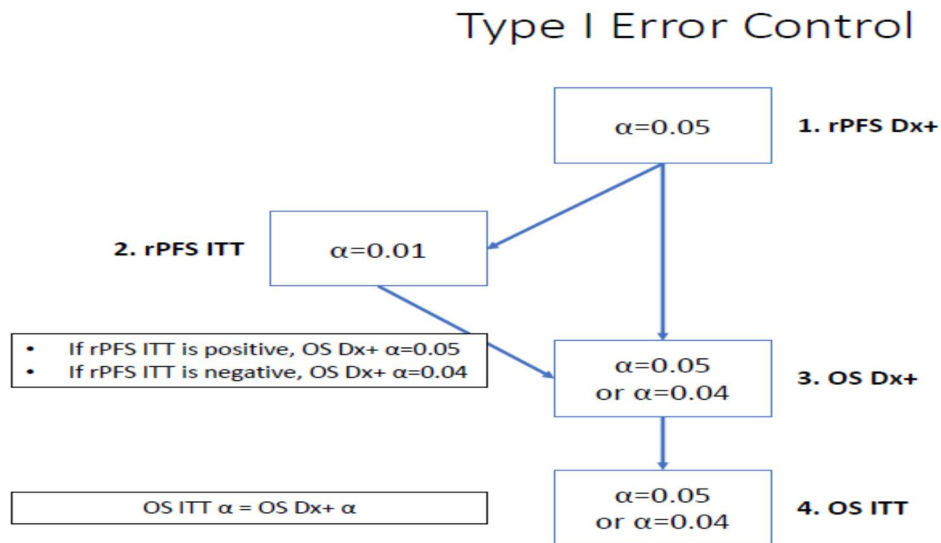 Type I Error Control
α=0.05
1. rPFS Dx+
2. rPFS ITT
α=0.01
• If rPFS ITT is positive, OS Dx+ α=0.05
• If rPFS ITT is negative, OS Dx+ α=0.04
α=0.05
or α=0.04
3. OS Dx+
OS ITT α = OS Dx+ α
α=0.05
or α=0.04
4. OS ITT